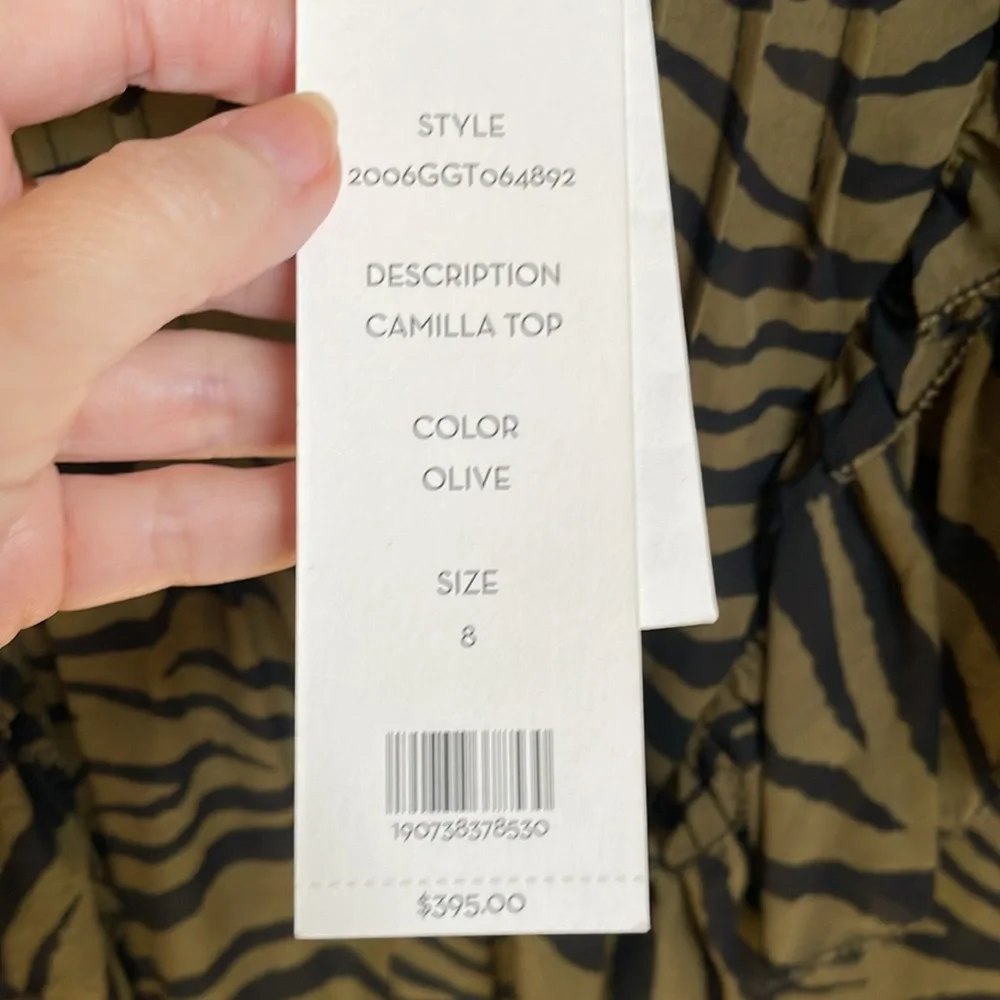 STYLE
2006GGT064892
DESCRIPTION
CAMILLA TOP
COLOR
OLIVE
SIZE
8
190738378530
$395.00